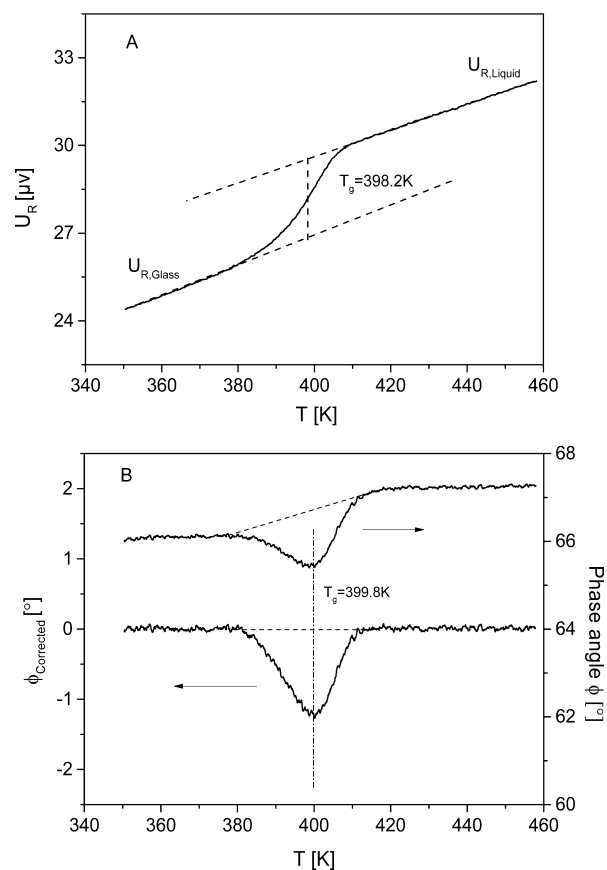 A
33
30
27
24
U_R [μv]
U_R,Liquid
T_g=398.2K
U_R,Glass
340 360 380 400 420 440 460
T [K]
B
2
1
0
-1
-2
ϕ_Corrected [°]
T_g=399.8K
68
66
64
62
60
Phase angle ϕ [°]
340 360 380 400 420 440 460
T [K]